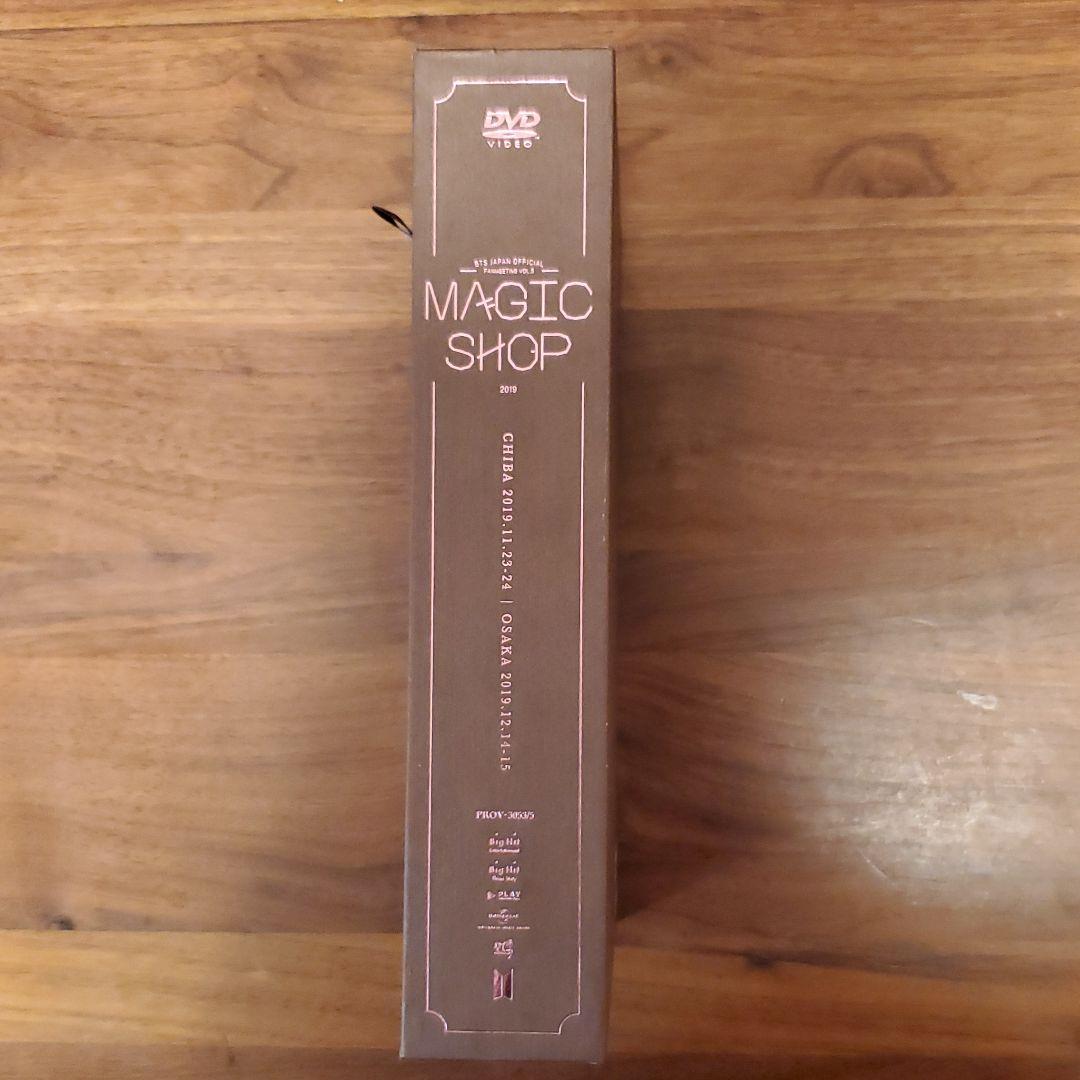 DVD
VIDEO
BTS JAPAN OFFICIAL
FANMEETING VOL.5
MAGIC
SHOP
2019
CHIBA 2019.11.23-24 | OSAKA 2019.12.14-15
PROV-3053/5
Big Hit
Entertainment
Big Hit
PLAY